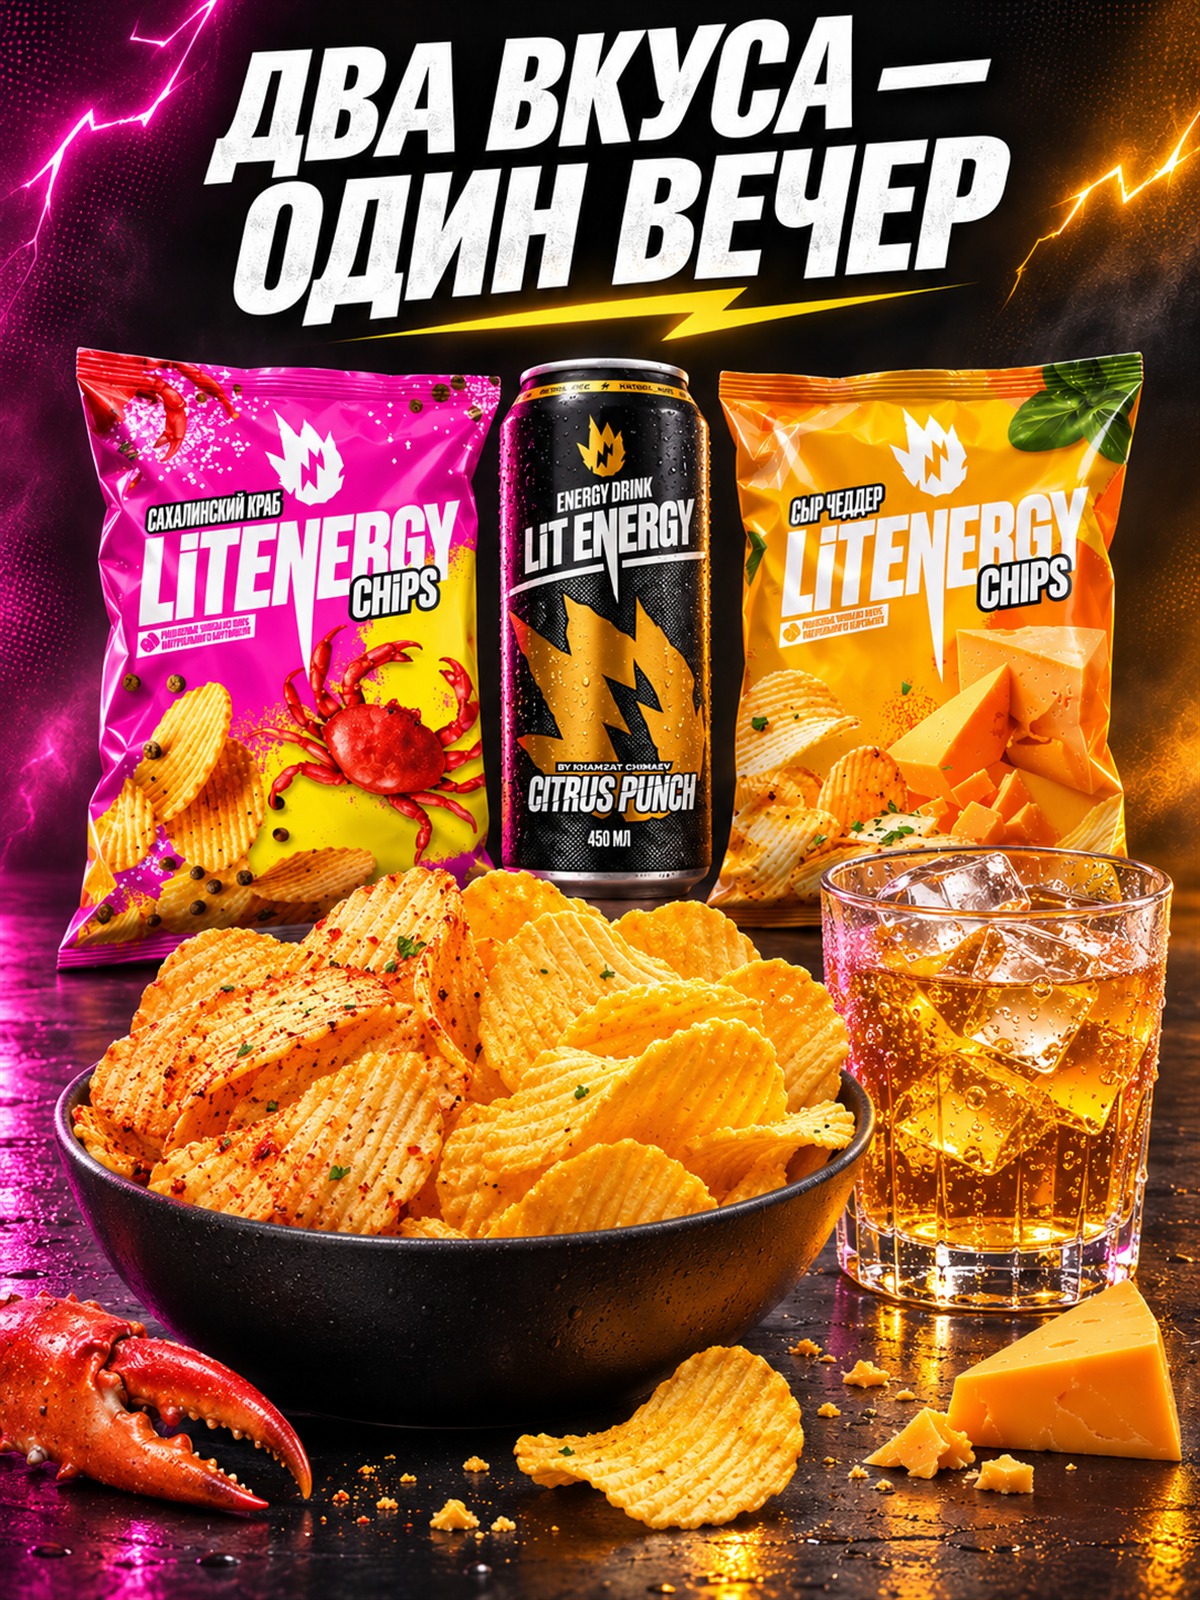 ДВА ВКУСА —
ОДИН ВЕЧЕР
САХАЛИНСКИЙ КРАБ
LiTENERGY
CHiPS
ENERGY DRINK
LiT ENERGY
BY KHAMZAT CHIMAEV
CITRUS PUNCH
450 МЛ
СЫР ЧЕДДЕР
LiTENERGY
CHIPS